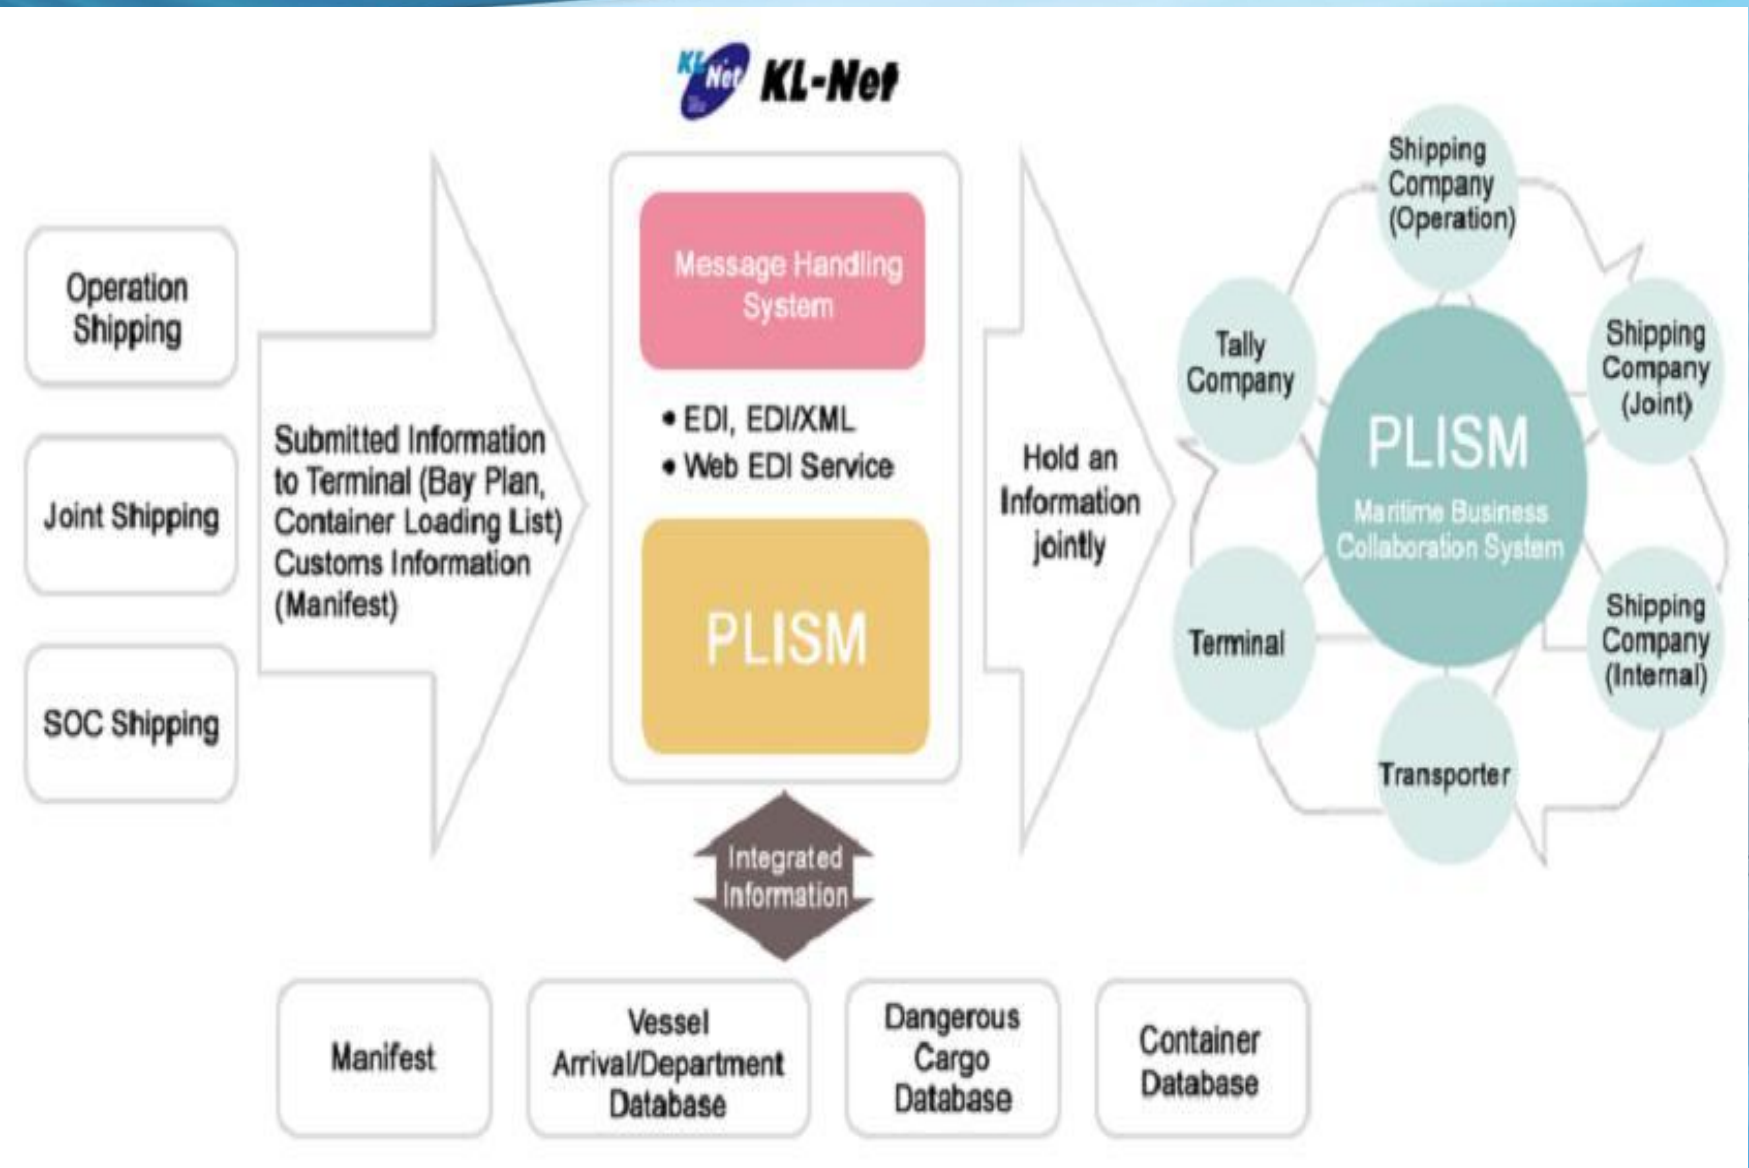 KL
Net
KL-Net
Operation
Shipping
Joint Shipping
SOC Shipping
Submitted Information
to Terminal (Bay Plan,
Container Loading List)
Customs Information
(Manifest)
Message Handling
System
• EDI, EDI/XML
• Web EDI Service
PLISM
Integrated
Information
Hold an
Information
jointly
Shipping
Company
(Operation)
Shipping
Company
(Joint)
Shipping
Company
(Internal)
Transporter
Terminal
Tally
Company
PLISM
Maritime Business
Collaboration System
Manifest
Vessel
Arrival/Department
Database
Dangerous
Cargo
Database
Container
Database